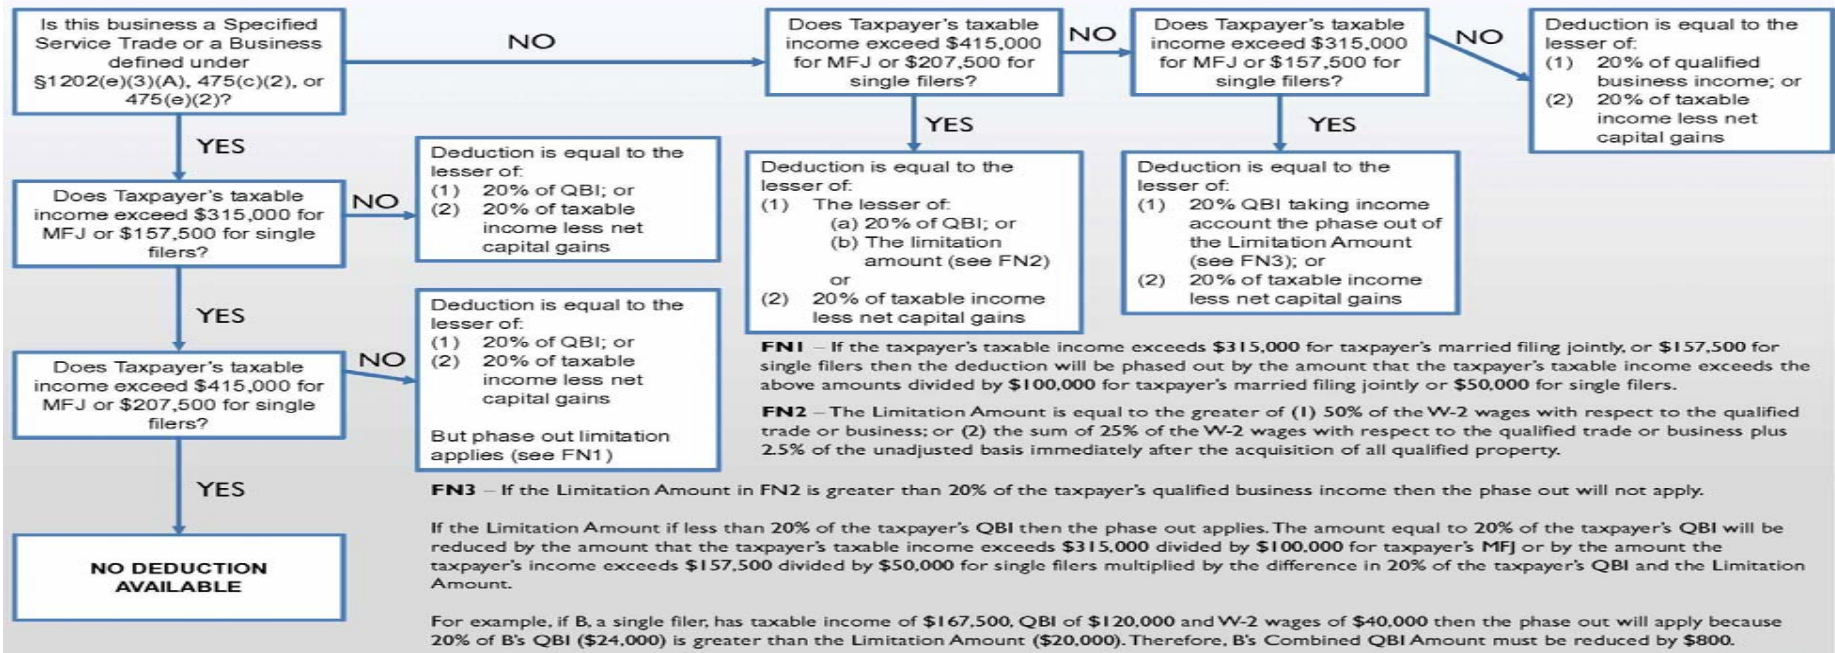 Is this business a Specified
Service Trade or a Business
defined under
§1202(e)(3)(A), 475(c)(2), or
475(e)(2)?
NO
Does Taxpayer's taxable
income exceed $415,000
for MFJ or $207,500 for
single filers?
NO
Does Taxpayer's taxable
income exceed $315,000
for MFJ or $157,500 for
single filers?
NO
Deduction is equal to the
lesser of:
(1) 20% of qualified
business income; or
(2) 20% of taxable
income less net
capital gains
YES
YES
YES
Does Taxpayer's taxable
income exceed $315,000 for
MFJ or $157,500 for single
filers?
NO
Deduction is equal to the
lesser of:
(1) 20% of QBI; or
(2) 20% of taxable
income less net
capital gains
Deduction is equal to the
lesser of:
(1) The lesser of:
(a) 20% of QBI; or
(b) The limitation
amount (see FN2)
or
(2) 20% of taxable income
less net capital gains
Deduction is equal to the
lesser of:
(1) 20% QBI taking income
account the phase out of
the Limitation Amount
(see FN3); or
(2) 20% of taxable income
less net capital gains
YES
Does Taxpayer's taxable
income exceed $415,000 for
MFJ or $207,500 for single
filers?
NO
Deduction is equal to the
lesser of:
(1) 20% of QBI; or
(2) 20% of taxable
income less net
capital gains
But phase out limitation
applies (see FN1)
YES
NO DEDUCTION
AVAILABLE
FN1 – If the taxpayer's taxable income exceeds $315,000 for taxpayer's married filing jointly, or $157,500 for
single filers then the deduction will be phased out by the amount that the taxpayer's taxable income exceeds the
above amounts divided by $100,000 for taxpayer's married filing jointly or $50,000 for single filers.
FN2 – The Limitation Amount is equal to the greater of (1) 50% of the W-2 wages with respect to the qualified
trade or business; or (2) the sum of 25% of the W-2 wages with respect to the qualified trade or business plus
2.5% of the unadjusted basis immediately after the acquisition of all qualified property.
FN3 – If the Limitation Amount in FN2 is greater than 20% of the taxpayer's qualified business income then the phase out will not apply.
If the Limitation Amount if less than 20% of the taxpayer's QBI then the phase out applies. The amount equal to 20% of the taxpayer's QBI will be
reduced by the amount that the taxpayer's taxable income exceeds $315,000 divided by $100,000 for taxpayer's MFJ or by the amount the
taxpayer's income exceeds $157,500 divided by $50,000 for single filers multiplied by the difference in 20% of the taxpayer's QBI and the Limitation
Amount.
For example, if B, a single filer, has taxable income of $167,500, QBI of $120,000 and W-2 wages of $40,000 then the phase out will apply because
20% of B's QBI ($24,000) is greater than the Limitation Amount ($20,000). Therefore, B's Combined QBI Amount must be reduced by $800.